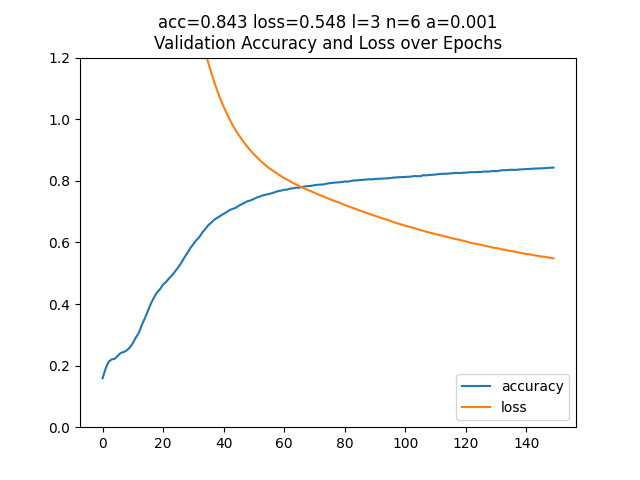 acc=0.843 loss=0.548 l=3 n=6 a=0.001
Validation Accuracy and Loss over Epochs
1.2
1.0
0.8
0.6
0.4
0.2
0.0
0 20 40 60 80 100 120 140
accuracy
loss